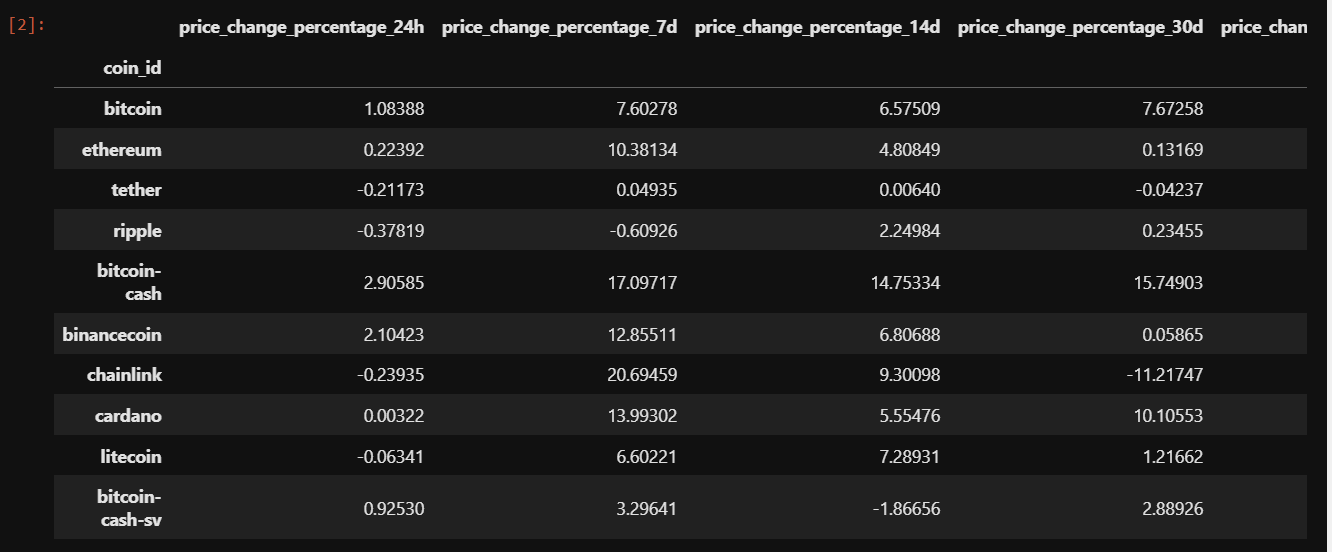 [2]:
price_change_percentage_24h price_change_percentage_7d price_change_percentage_14d price_change_percentage_30d price_chan
coin_id
bitcoin 1.08388 7.60278 6.57509 7.67258
ethereum 0.22392 10.38134 4.80849 0.13169
tether -0.21173 0.04935 0.00640 -0.04237
ripple -0.37819 -0.60926 2.24984 0.23455
bitcoin-
cash 2.90585 17.09717 14.75334 15.74903
binancecoin 2.10423 12.85511 6.80688 0.05865
chainlink -0.23935 20.69459 9.30098 -11.21747
cardano 0.00322 13.99302 5.55476 10.10553
litecoin -0.06341 6.60221 7.28931 1.21662
bitcoin-
cash-sv 0.92530 3.29641 -1.86656 2.88926